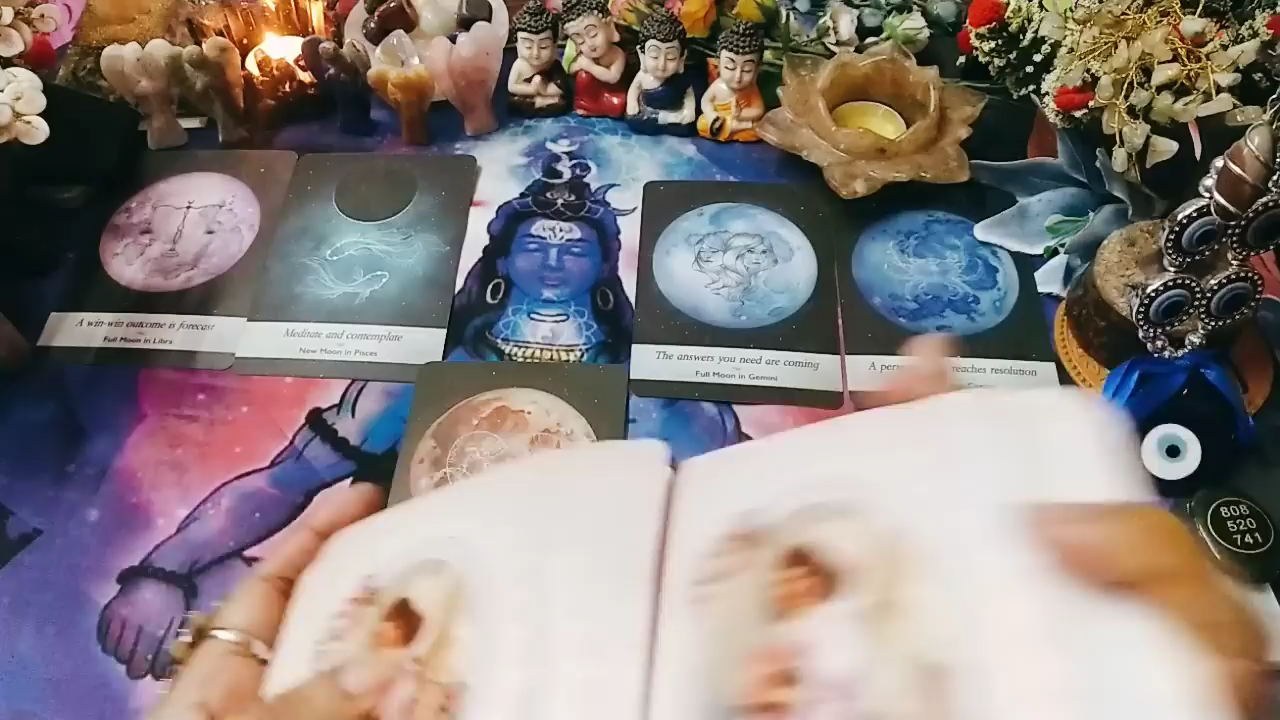 A win-win outcome is forecast
Full Moon in Libra
Meditate and contemplate
New Moon in Pisces
The answers you need are coming
Full Moon in Gemini
A reaches resolution
808
520
741